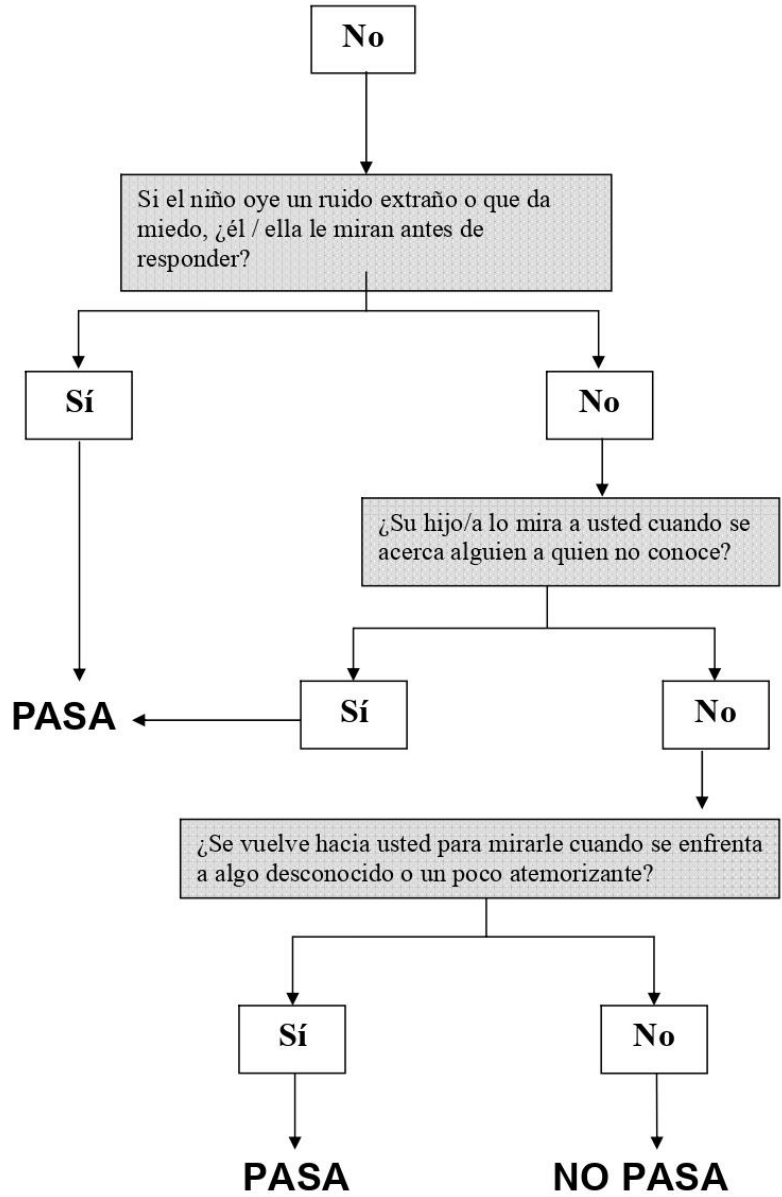 No
Si el niño oye un ruido extraño o que da
miedo, ¿él / ella le miran antes de
responder?
Sí
No
¿Su hijo/a lo mira a usted cuando se
acerca alguien a quien no conoce?
PASA
Sí
No
¿Se vuelve hacia usted para mirarle cuando se enfrenta
a algo desconocido o un poco atemorizante?
Sí
No
PASA
NO PASA